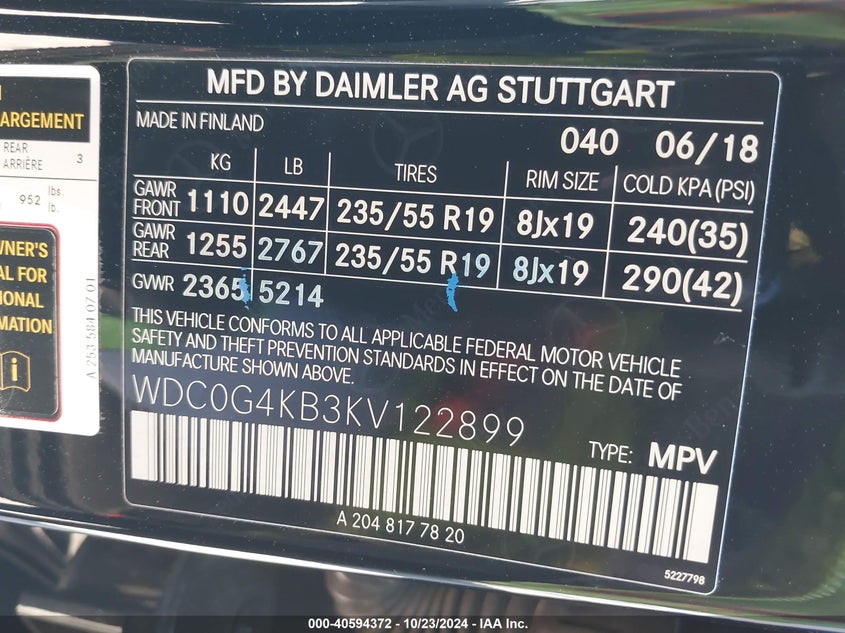 ARGEMENT
REAR
ARRIÈRE 3
952 lbs.
lb.
WNER'S
AL FOR
IONAL
RMATION
A 253 584 07 01
MFD BY DAIMLER AG STUTTGART
MADE IN FINLAND 040 06/18
KG LB TIRES RIM SIZE COLD KPA (PSI)
GAWR FRONT 1110 2447 235/55 R19 8Jx19 240(35)
GAWR REAR 1255 2767 235/55 R19 8Jx19 290(42)
GVWR 2365 5214
THIS VEHICLE CONFORMS TO ALL APPLICABLE FEDERAL MOTOR VEHICLE
SAFETY AND THEFT PREVENTION STANDARDS IN EFFECT ON THE DATE OF
MANUFACTURE SHOWN ABOVE.
WDC0G4KB3KV122899
TYPE: MPV
A 204 817 78 20
5227798
000-40594372 - 10/23/2024 - IAA Inc.